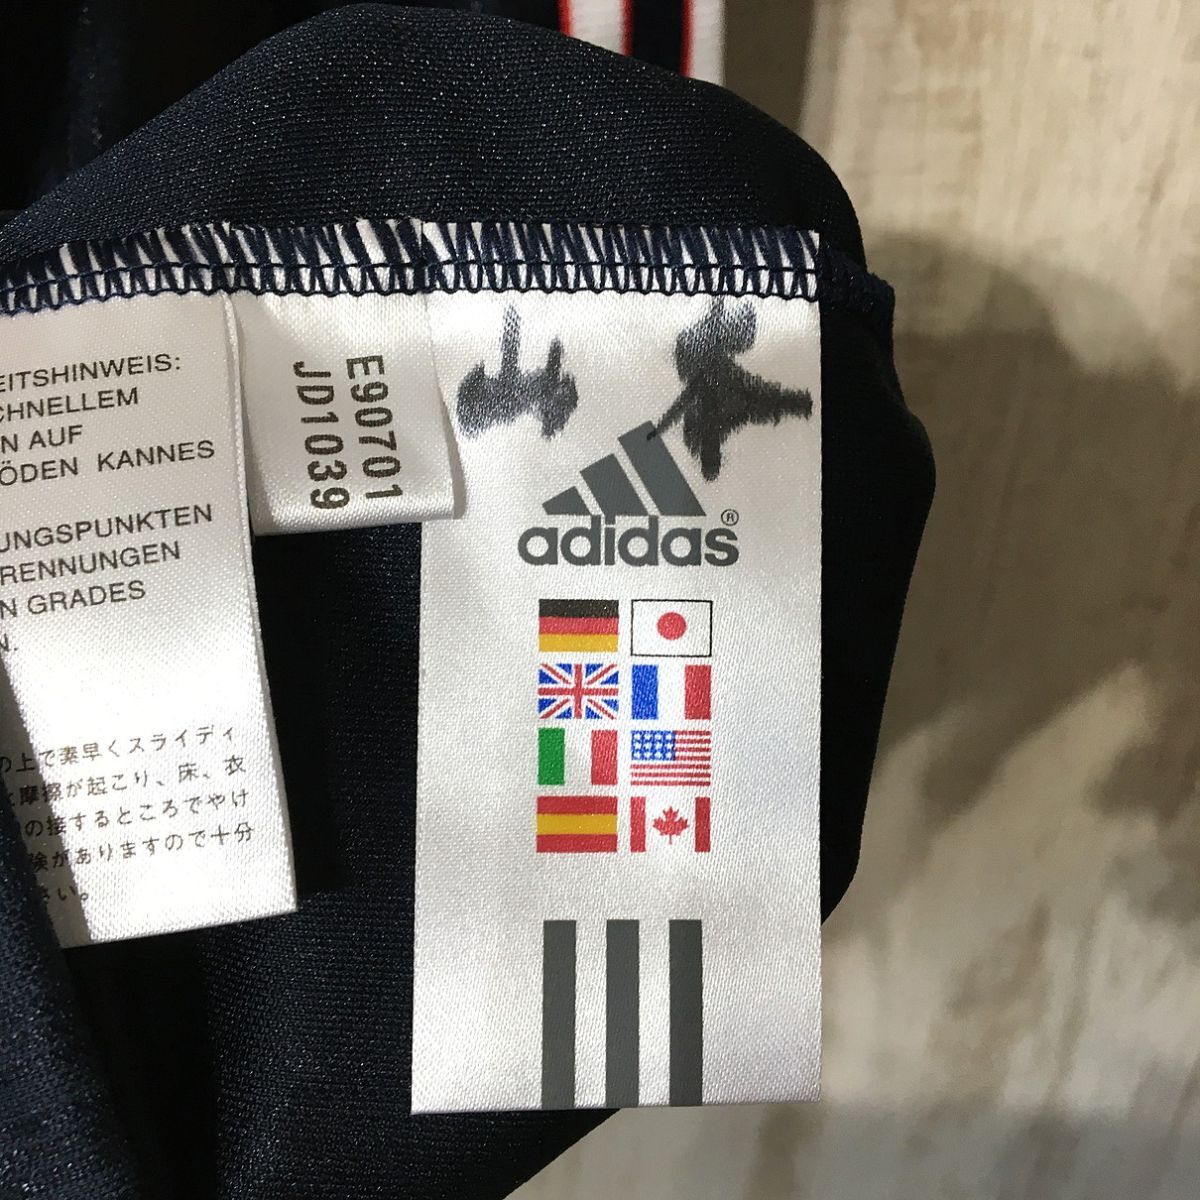 EITSHINWEIS:
CHNELLEM
N AUF
ÖDEN KANNES
UNGSPUNKTEN
RENNUNGEN
N GRADES
N.
の上で素早くスライディ
摩擦が起こり、床、衣
の接するところでやけ
険がありますので十分
さい。
E90701
JD1039
山本
adidas®